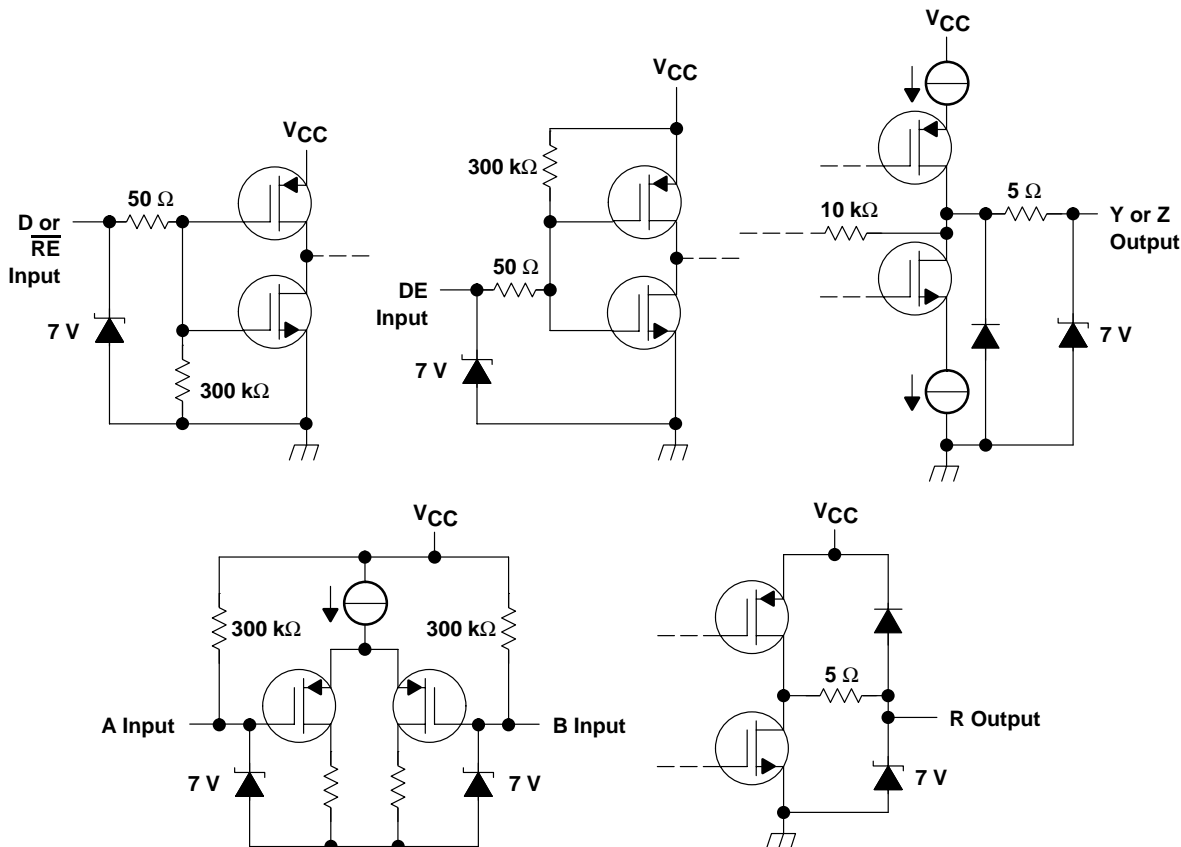 VCC
50 Ω
D or
RE
Input
7 V
300 kΩ
VCC
300 kΩ
50 Ω
DE
Input
7 V
VCC
10 kΩ
5 Ω
Y or Z
Output
7 V
VCC
300 kΩ
300 kΩ
A Input
B Input
7 V
7 V
VCC
5 Ω
R Output
7 V